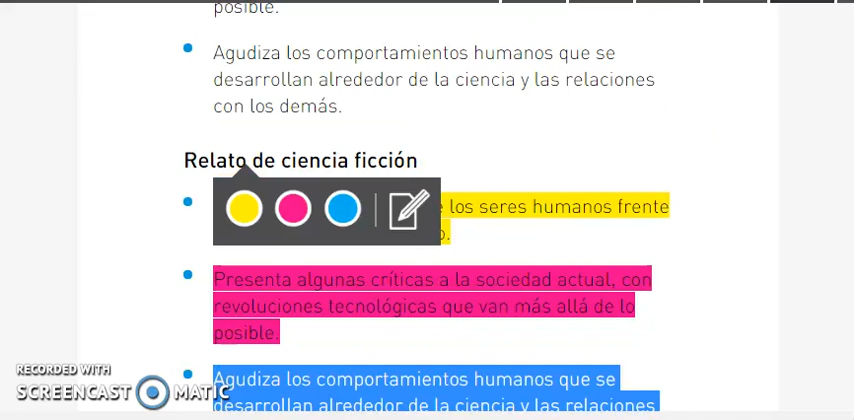 posible.
Agudiza los comportamientos humanos que se
desarrollan alrededor de la ciencia y las relaciones
con los demás.
Relato de ciencia ficción
los seres humanos frente
Presenta algunas críticas a la sociedad actual, con
revoluciones tecnológicas que van más allá de lo
posible.
Agudiza los comportamientos humanos que se
desarrollan alrededor de la ciencia y las relaciones
RECORDED WITH
SCREENCAST MATIC